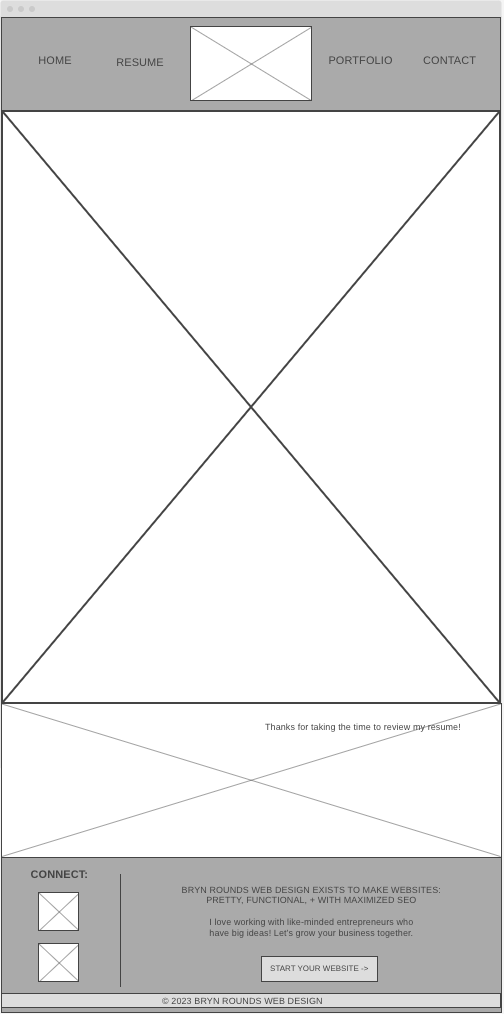 HOME
RESUME
PORTFOLIO
CONTACT
Thanks for taking the time to review my resume!
CONNECT:
BRYN ROUNDS WEB DESIGN EXISTS TO MAKE WEBSITES:
PRETTY, FUNCTIONAL, + WITH MAXIMIZED SEO
I love working with like-minded entrepreneurs who
have big ideas! Let's grow your business together.
START YOUR WEBSITE ->
© 2023 BRYN ROUNDS WEB DESIGN